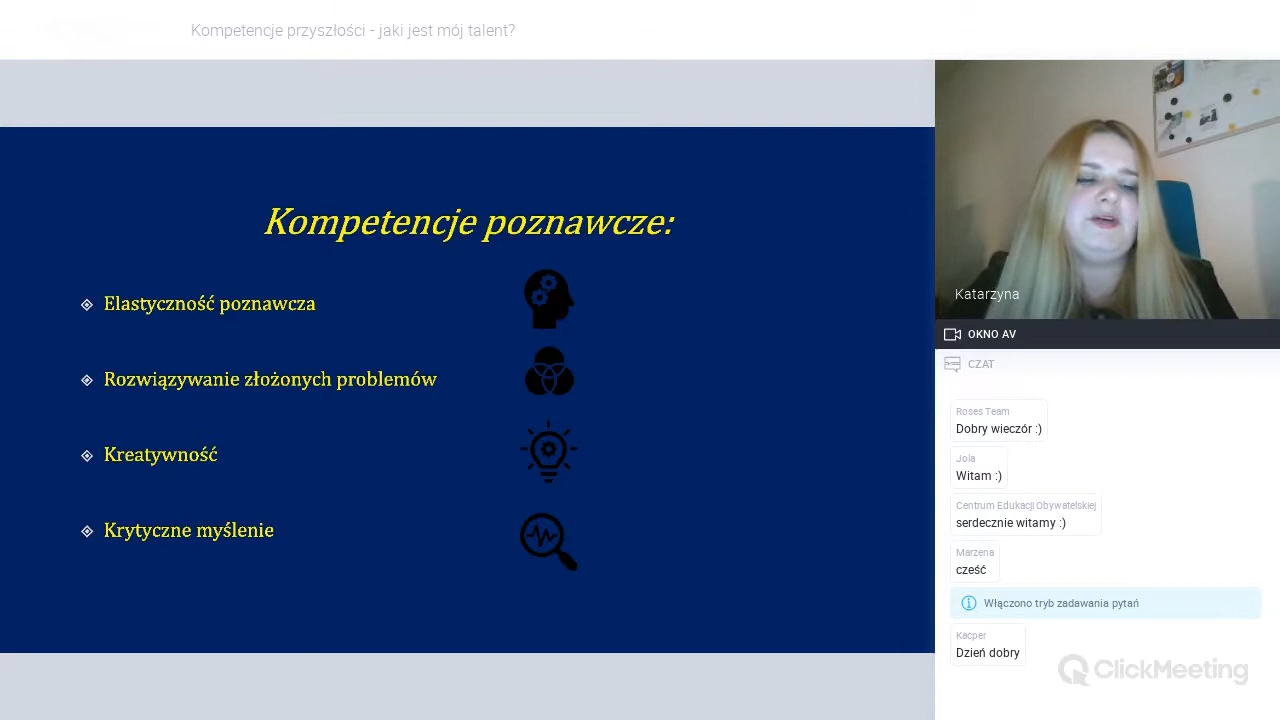 Kompetencje przyszłości - jaki jest mój talent?
Kompetencje poznawcze:
Elastyczność poznawcza
Rozwiązywanie złożonych problemów
Kreatywność
Krytyczne myślenie
Katarzyna
OKNO AV
CZAT
Roses Team
Dobry wieczór :)
Jola
Witam :)
Centrum Edukacji Obywatelskiej
serdecznie witamy :)
Marzena
cześć
Włączono tryb zadawania pytań
Kacper
Dzień dobry
ClickMeeting